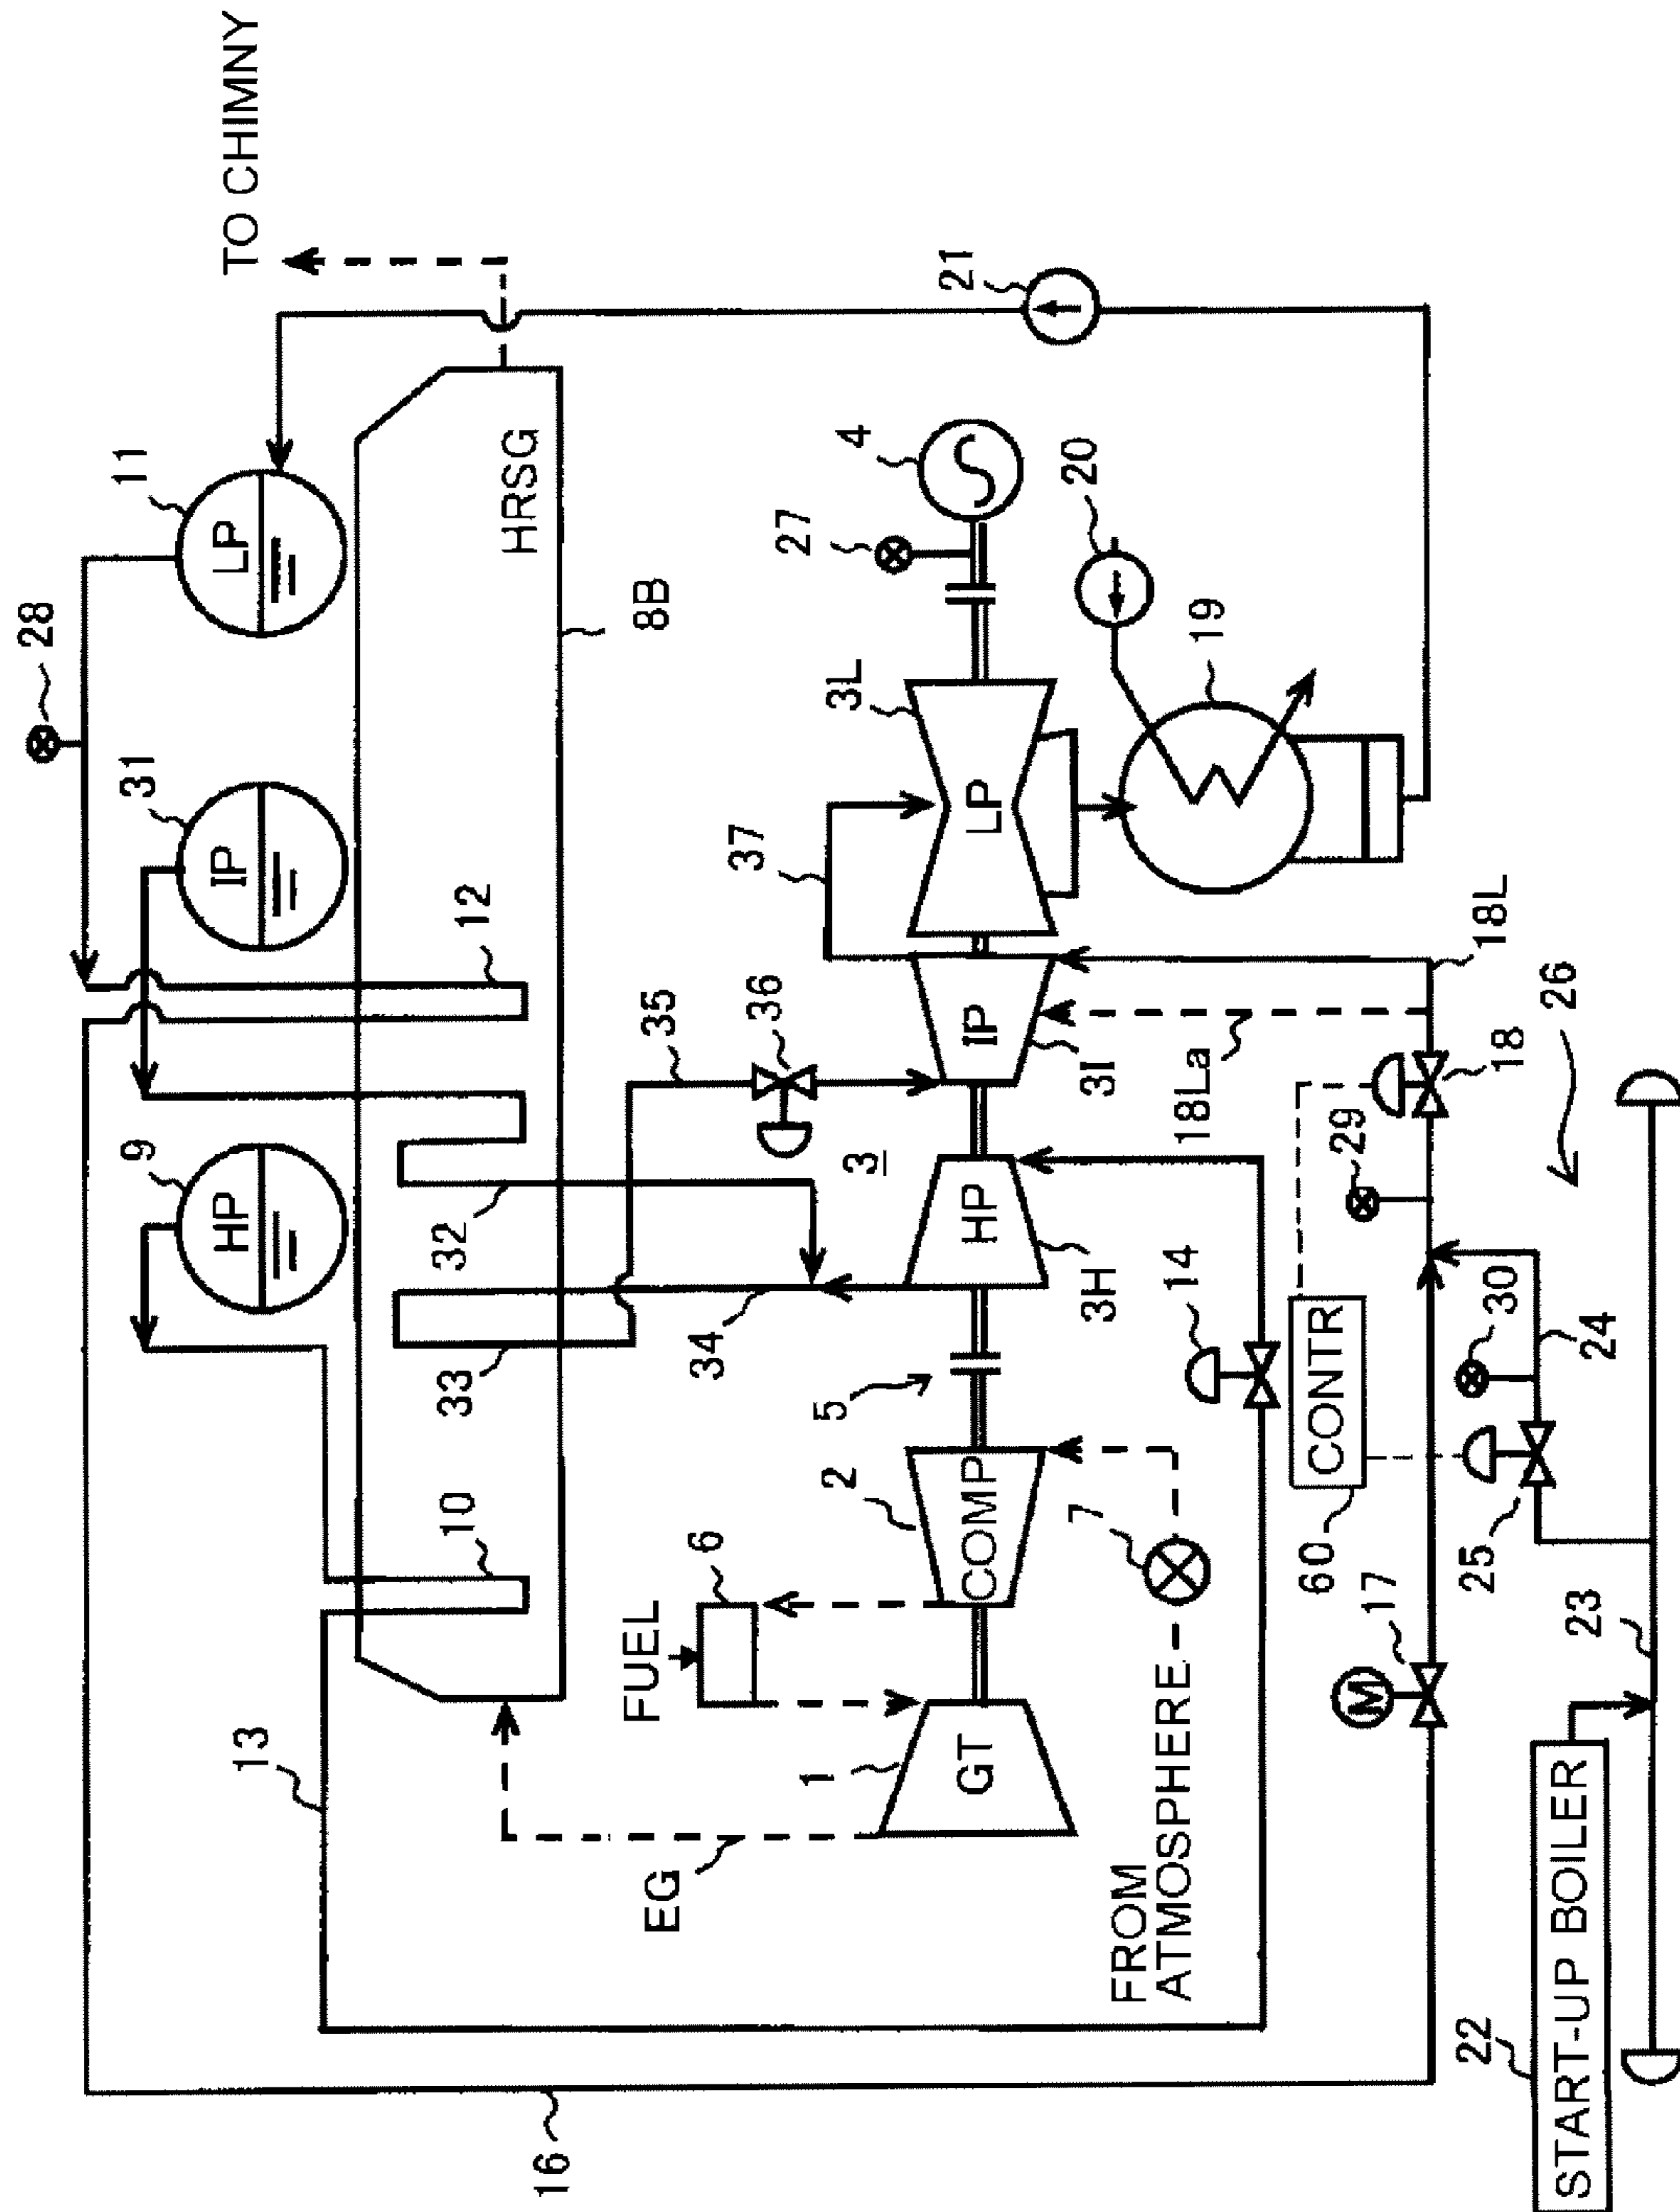 TO CHIMNY
28
11
LP
31
IP
9
HP
12
10
HRSG
8B
13
16
32
33
34
35
36
37
21
4
27
20
19
3L
LP
IP
3I
3
HP
3H
5
2
COMP
6
FUEL
1
GT
EG
7
FROM
ATMOSPHERE
14
18La
18L
18
29
26
CONTR
60
30
24
25
17
M
23
22
START-UP BOILER